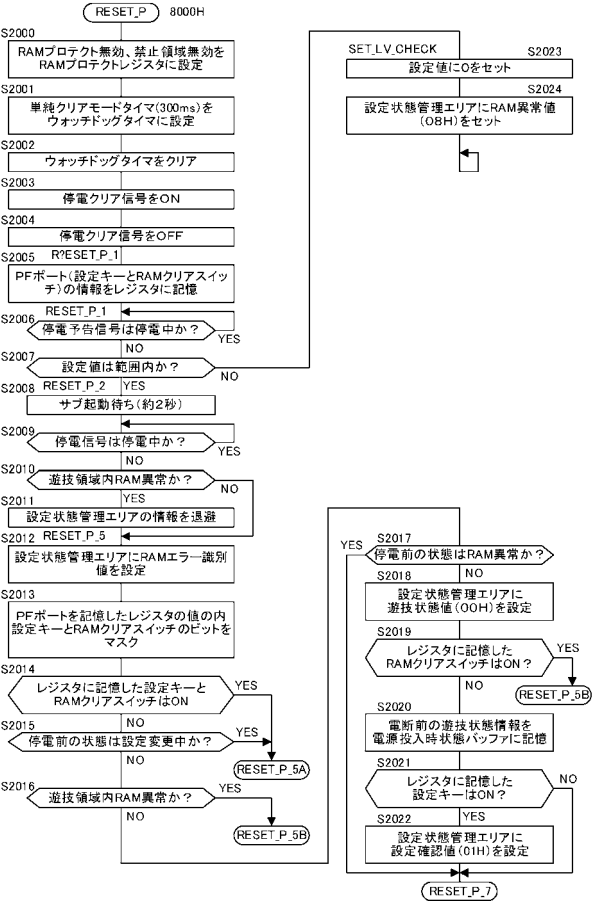 RESET_P 8000H
S2000
RAMプロテクト無効、禁止領域無効を
RAMプロテクトレジスタに設定
S2001
単純クリアモードタイマ(300ms)を
ウォッチドッグタイマに設定
S2002
ウォッチドッグタイマをクリア
S2003
停電クリア信号をON
S2004
停電クリア信号をOFF
S2005 R?ESET_P_1
PFポート(設定キーとRAMクリアスイッ
チ)の情報をレジスタに記憶
RESET_P_1
S2006
停電予告信号は停電中か?
YES
NO
S2007
設定値は範囲内か?
NO
S2008 RESET_P_2 YES
サブ起動待ち(約2秒)
S2009
停電信号は停電中か?
YES
NO
S2010
遊技領域内RAM異常か?
NO
YES
S2011
設定状態管理エリアの情報を退避
S2012 RESET_P_5
設定状態管理エリアにRAMエラー識別
値を設定
S2013
PFポートを記憶したレジスタの値の内
設定キーとRAMクリアスイッチのビットを
マスク
S2014
レジスタに記憶した設定キーと
RAMクリアスイッチはON
YES
NO
S2015
停電前の状態は設定変更中か?
YES
NO
RESET_P_5A
S2016
遊技領域内RAM異常か?
YES
NO
RESET_P_5B
SET_LV_CHECK
S2023
設定値に0をセット
S2024
設定状態管理エリアにRAM異常値
(08H)をセット
S2017
YES
停電前の状態はRAM異常か?
NO
S2018
設定状態管理エリアに
遊技状態値(00H)を設定
S2019
レジスタに記憶した
RAMクリアスイッチはON?
YES
NO
RESET_P_5B
S2020
電断前の遊技状態情報を
電源投入時状態バッファに記憶
S2021
レジスタに記憶した
設定キーはON?
NO
YES
S2022
設定状態管理エリアに
設定確認値(01H)を設定
RESET_P_7